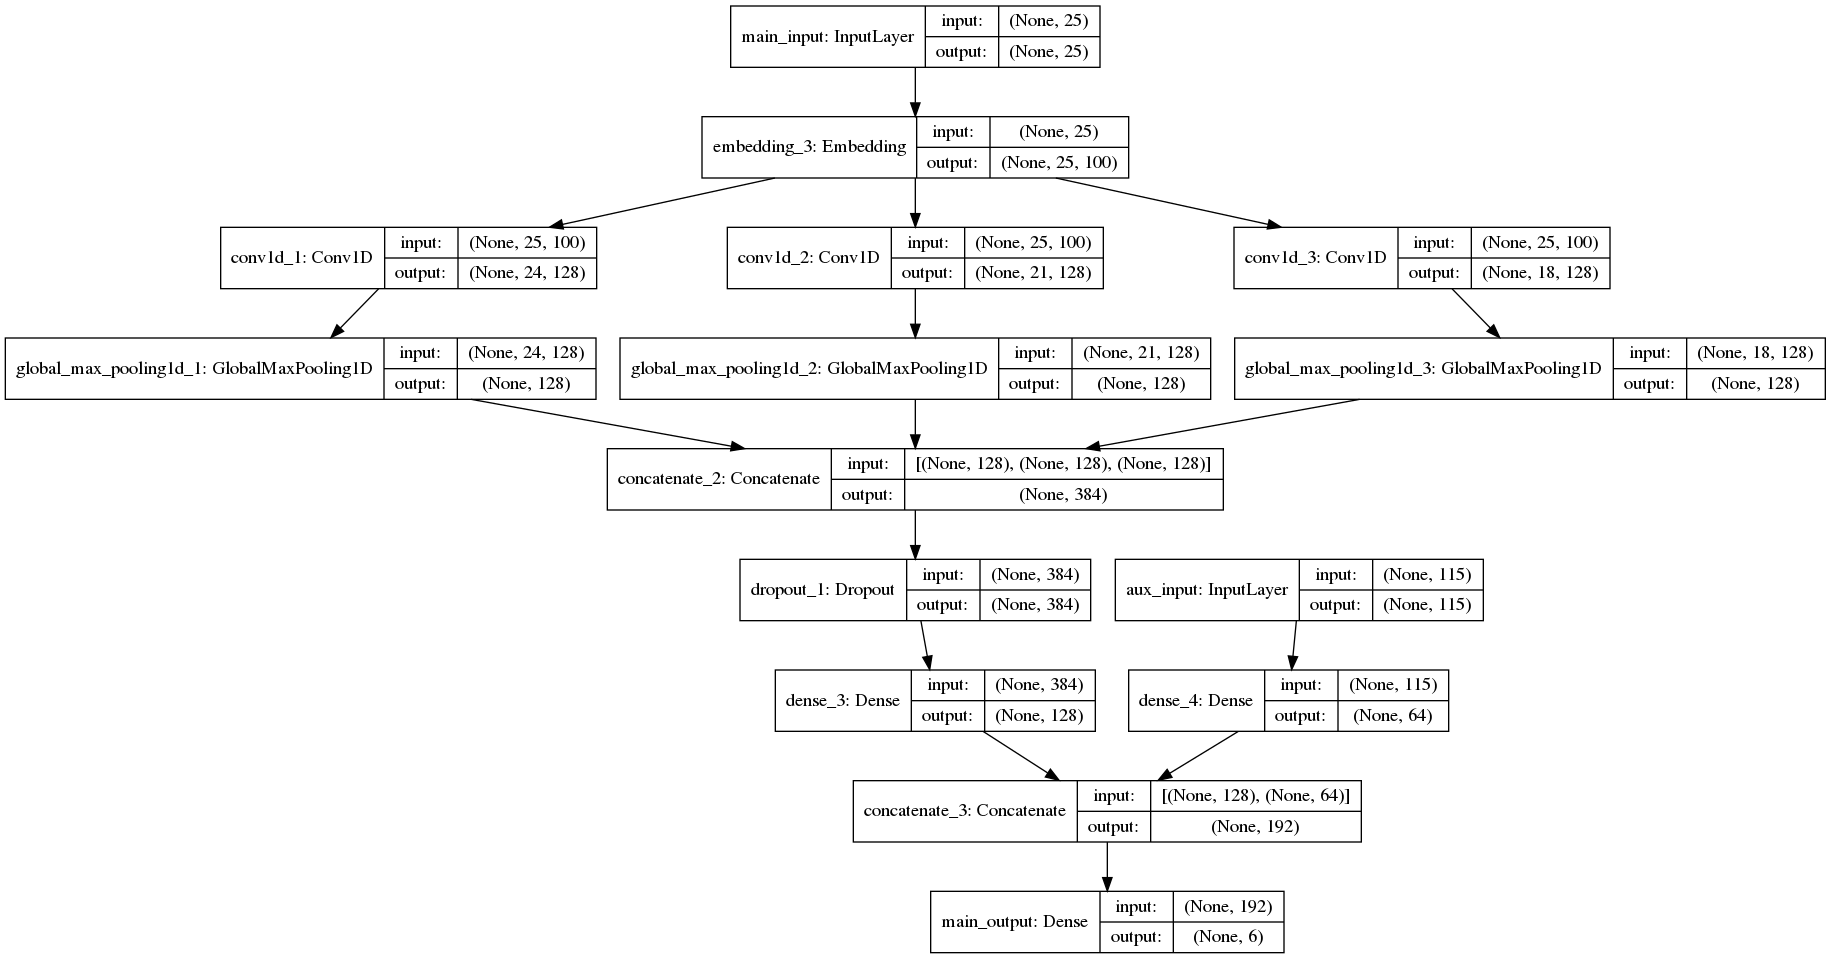 main_input: InputLayer
input:
(None, 25)
output:
(None, 25)
embedding_3: Embedding
input:
(None, 25)
output:
(None, 25, 100)
conv1d_1: Conv1D
input:
(None, 25, 100)
output:
(None, 24, 128)
conv1d_2: Conv1D
input:
(None, 25, 100)
output:
(None, 21, 128)
conv1d_3: Conv1D
input:
(None, 25, 100)
output:
(None, 18, 128)
global_max_pooling1d_1: GlobalMaxPooling1D
input:
(None, 24, 128)
output:
(None, 128)
global_max_pooling1d_2: GlobalMaxPooling1D
input:
(None, 21, 128)
output:
(None, 128)
global_max_pooling1d_3: GlobalMaxPooling1D
input:
(None, 18, 128)
output:
(None, 128)
concatenate_2: Concatenate
input:
[(None, 128), (None, 128), (None, 128)]
output:
(None, 384)
dropout_1: Dropout
input:
(None, 384)
output:
(None, 384)
aux_input: InputLayer
input:
(None, 115)
output:
(None, 115)
dense_3: Dense
input:
(None, 384)
output:
(None, 128)
dense_4: Dense
input:
(None, 115)
output:
(None, 64)
concatenate_3: Concatenate
input:
[(None, 128), (None, 64)]
output:
(None, 192)
main_output: Dense
input:
(None, 192)
output:
(None, 6)